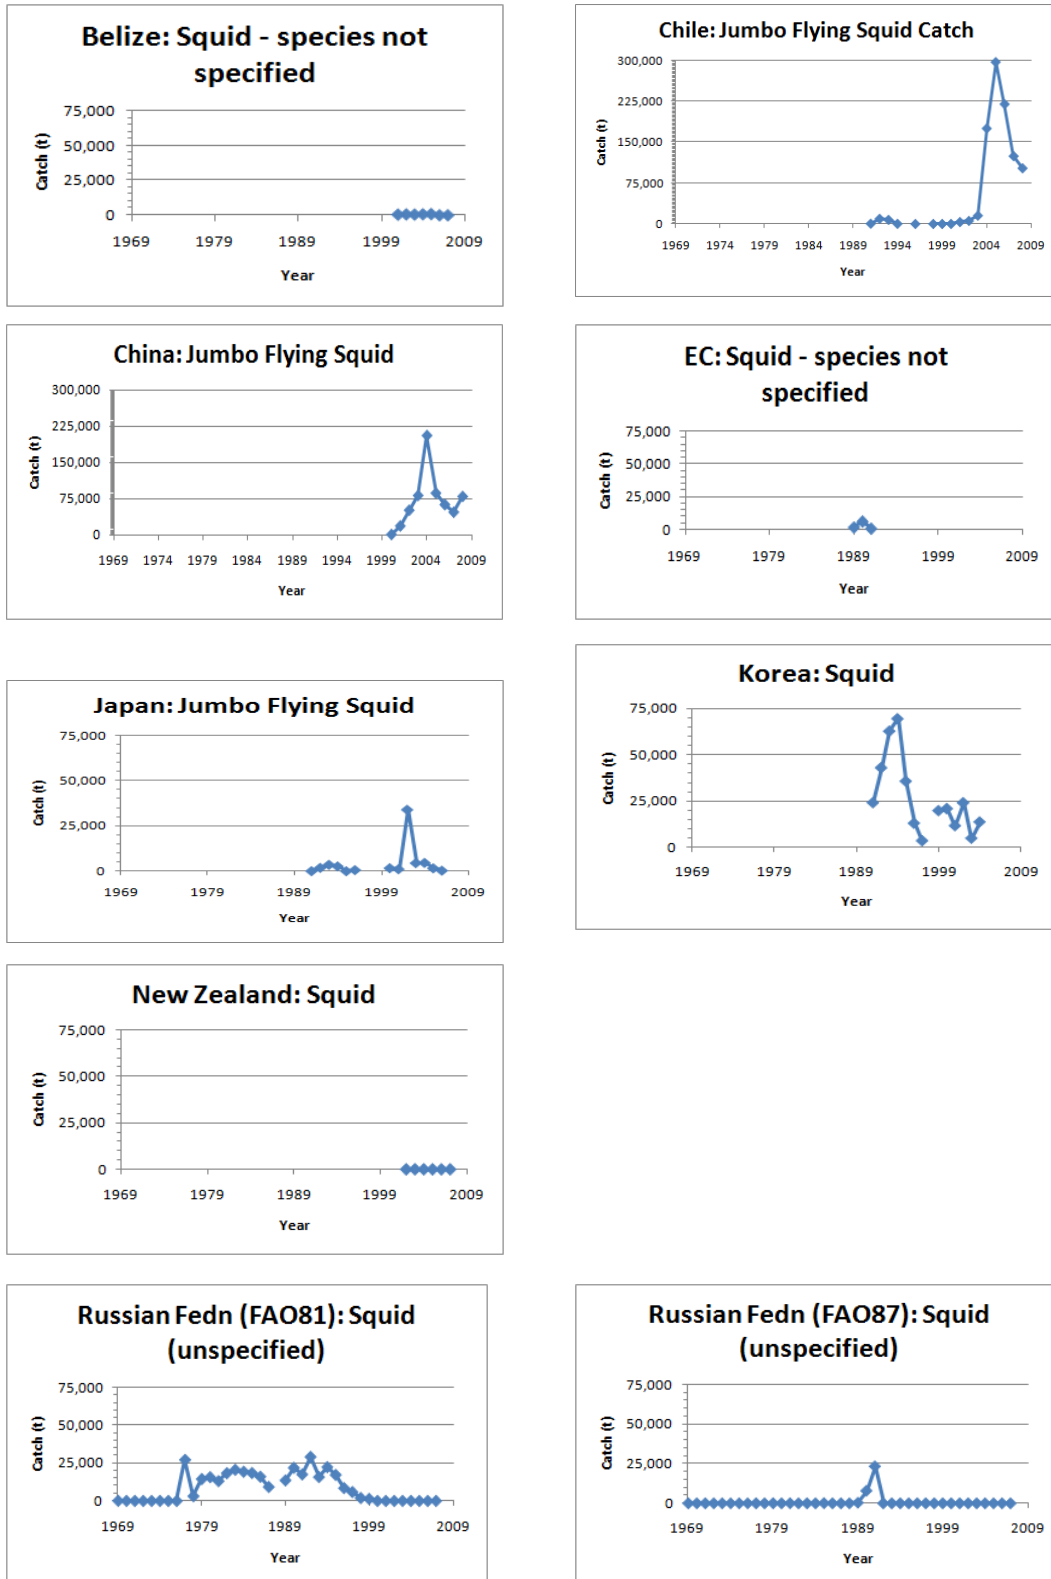 Belize: Squid - species not
specified
75,000
50,000
25,000
0
Catch (t)
1969 1979 1989 1999 2009
Year
Chile: Jumbo Flying Squid Catch
300,000
225,000
150,000
75,000
0
Catch (t)
1969 1974 1979 1984 1989 1994 1999 2004 2009
Year
China: Jumbo Flying Squid
300,000
225,000
150,000
75,000
0
Catch (t)
1969 1974 1979 1984 1989 1994 1999 2004 2009
Year
EC: Squid - species not
specified
75,000
50,000
25,000
0
Catch (t)
1969 1979 1989 1999 2009
Year
Japan: Jumbo Flying Squid
75,000
50,000
25,000
0
Catch (t)
1969 1979 1989 1999 2009
Year
Korea: Squid
75,000
50,000
25,000
0
Catch (t)
1969 1979 1989 1999 2009
Year
New Zealand: Squid
75,000
50,000
25,000
0
Catch (t)
1969 1979 1989 1999 2009
Year
Russian Fedn (FAO81): Squid
(unspecified)
75,000
50,000
25,000
0
Catch (t)
1969 1979 1989 1999 2009
Year
Russian Fedn (FAO87): Squid
(unspecified)
75,000
50,000
25,000
0
Catch (t)
1969 1979 1989 1999 2009
Year